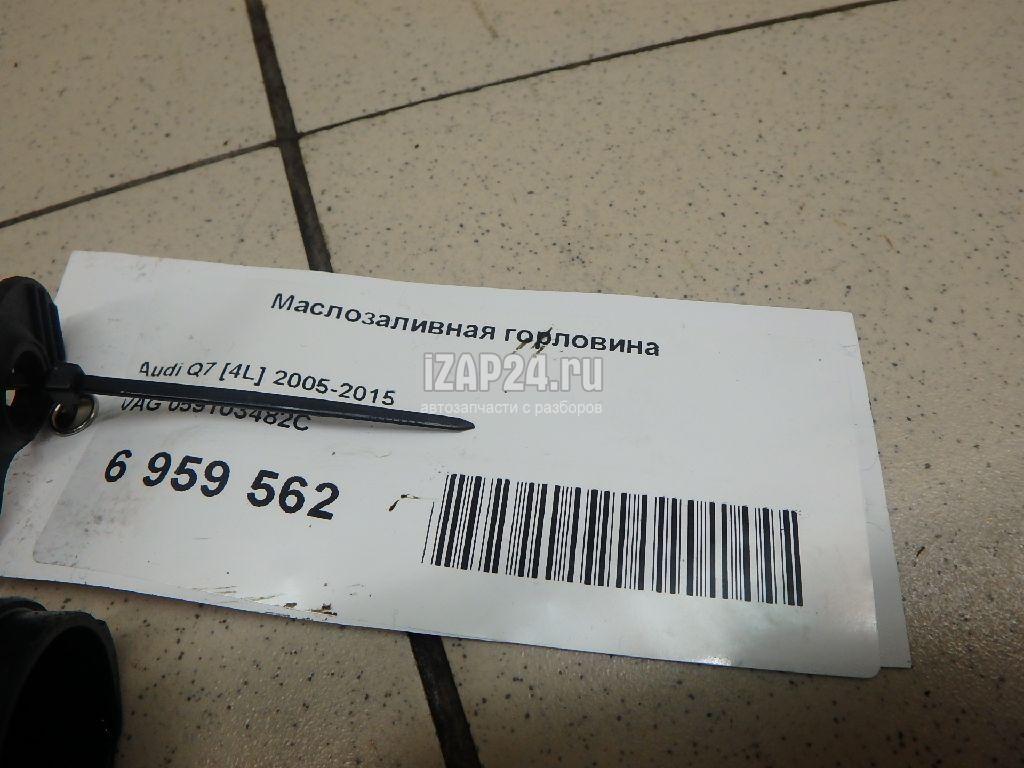 Маслозаливная горловина
Audi Q7 [4L] 2005-2015
VAG 059103482C
6 959 562
iZAP24.ru
автозапчасти с разборов